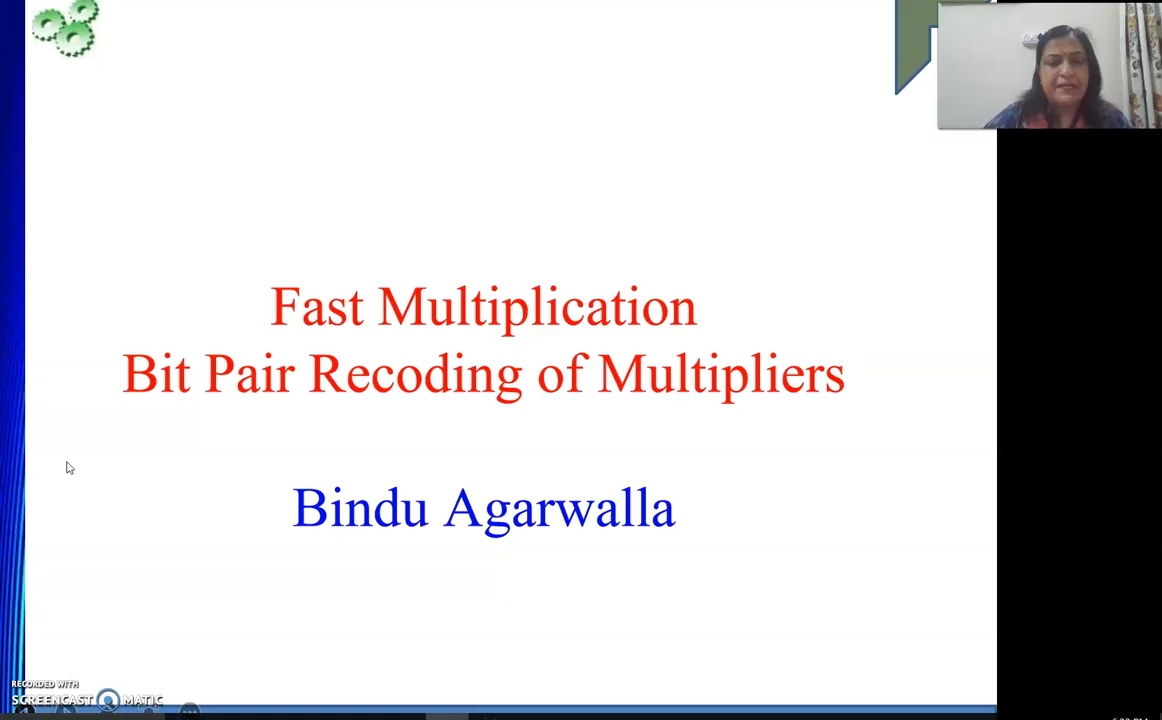 Fast Multiplication
Bit Pair Recoding of Multipliers
Bindu Agarwalla
RECORDED WITH
SCREENCAST MATIC